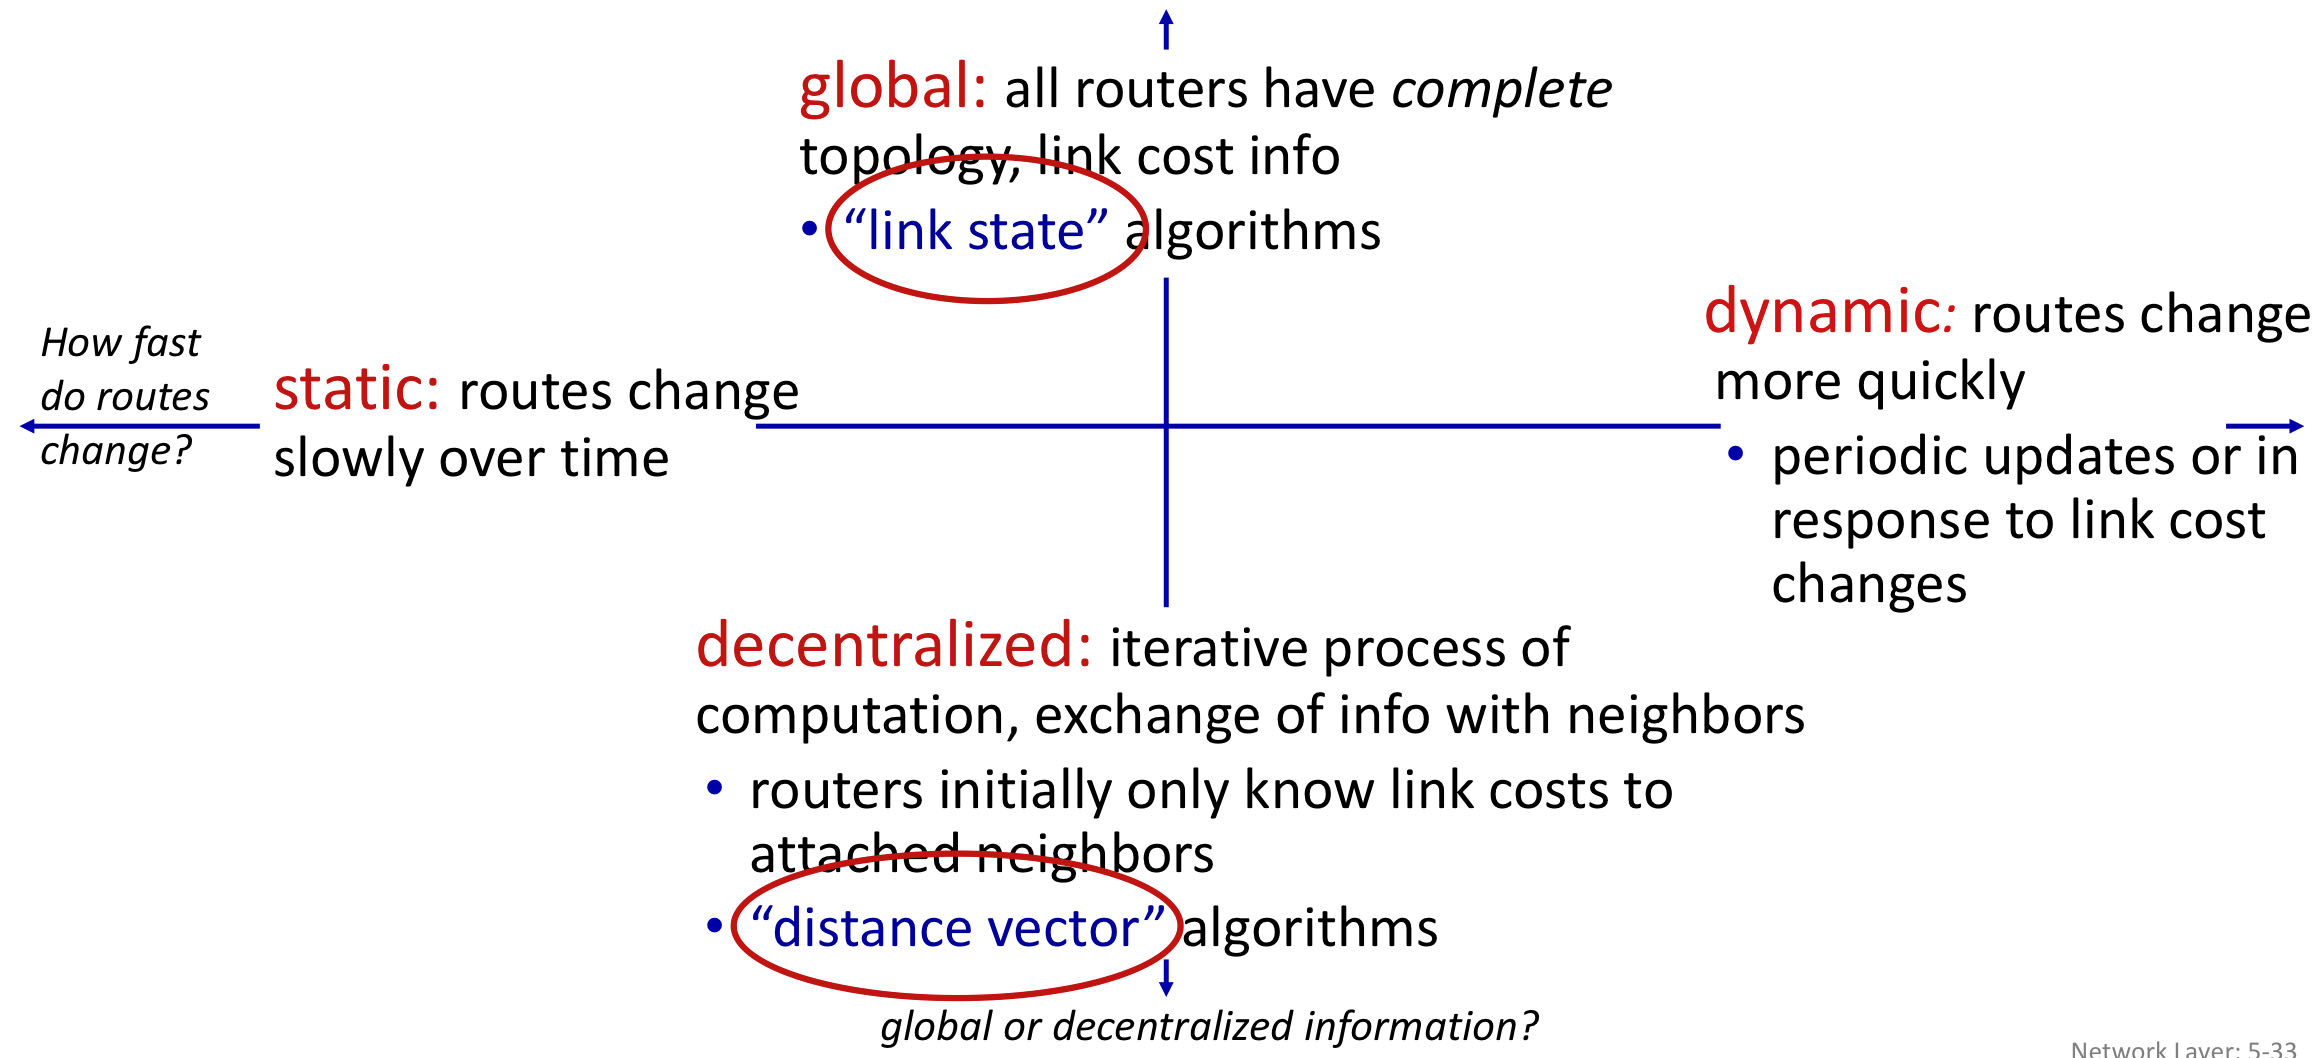 global: all routers have complete
topology, link cost info
• “link state” algorithms
How fast
do routes
change?
static: routes change
slowly over time
dynamic: routes change
more quickly
• periodic updates or in
response to link cost
changes
decentralized: iterative process of
computation, exchange of info with neighbors
• routers initially only know link costs to
attached neighbors
• “distance vector” algorithms
global or decentralized information?
Network Layer: 5-33